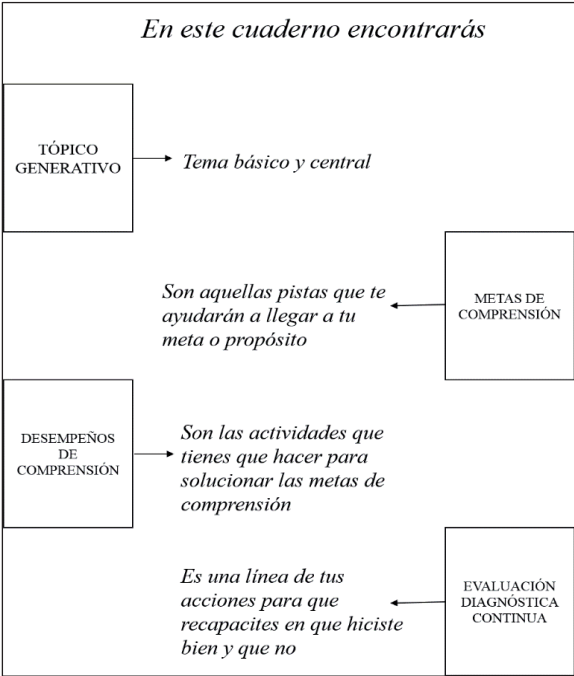 En este cuaderno encontrarás
TÓPICO
GENERATIVO
Tema básico y central
Son aquellas pistas que te
ayudarán a llegar a tu
meta o propósito
METAS DE
COMPRENSIÓN
DESEMPEÑOS
DE
COMPRENSIÓN
Son las actividades que
tienes que hacer para
solucionar las metas de
comprensión
Es una línea de tus
acciones para que
recapacites en que hiciste
bien y que no
EVALUACIÓN
DIAGNÓSTICA
CONTINUA